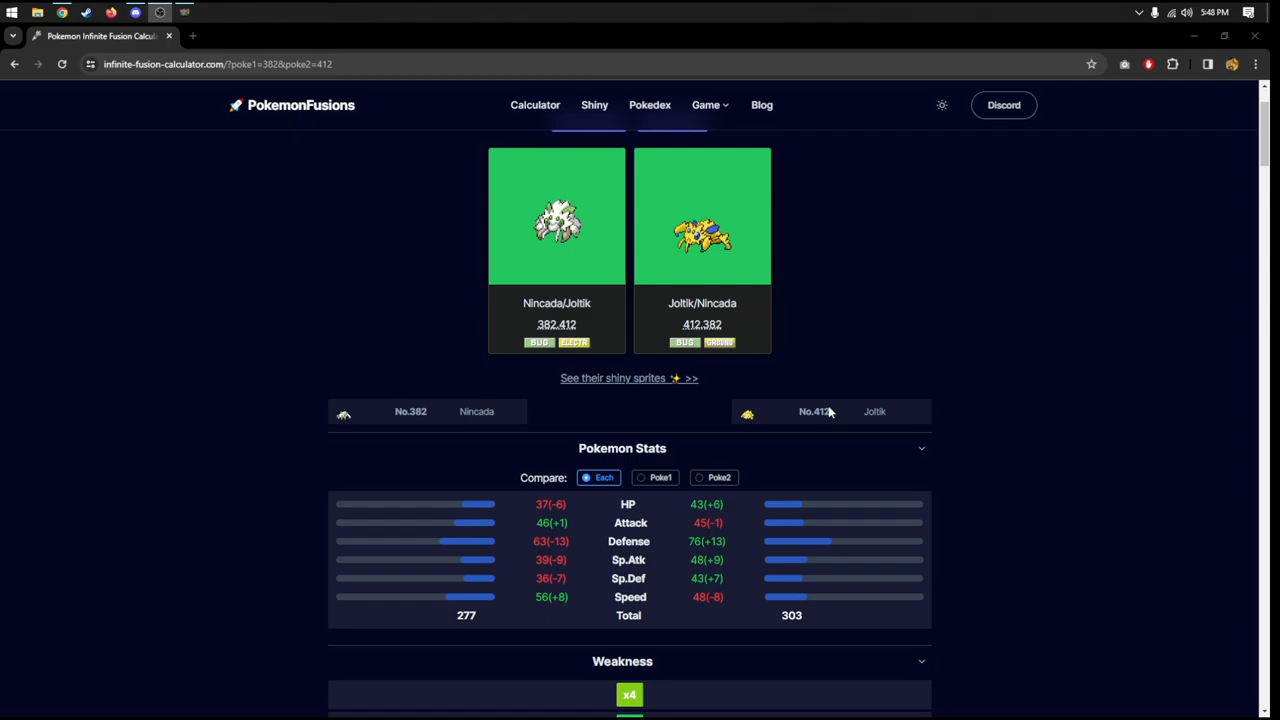 5:48 PM
Pokemon Infinite Fusion Calcul
infinite-fusion-calculator.com/?poke1=382&poke2=412
PokemonFusions
Calculator Shiny Pokedex Game Blog
Discord
Nincada/Joltik Joltik/Nincada
382.412 412.382
BUG ELECTR BUG GROUND
See their shiny sprites ✨ >>
No.382 Nincada No.412 Joltik
Pokemon Stats
Compare: Each Poke1 Poke2
37(-6) HP 43(+6)
46(+1) Attack 45(-1)
63(-13) Defense 76(+13)
39(-9) Sp.Atk 48(+9)
36(-7) Sp.Def 43(+7)
56(+8) Speed 48(-8)
277 Total 303
Weakness
x4